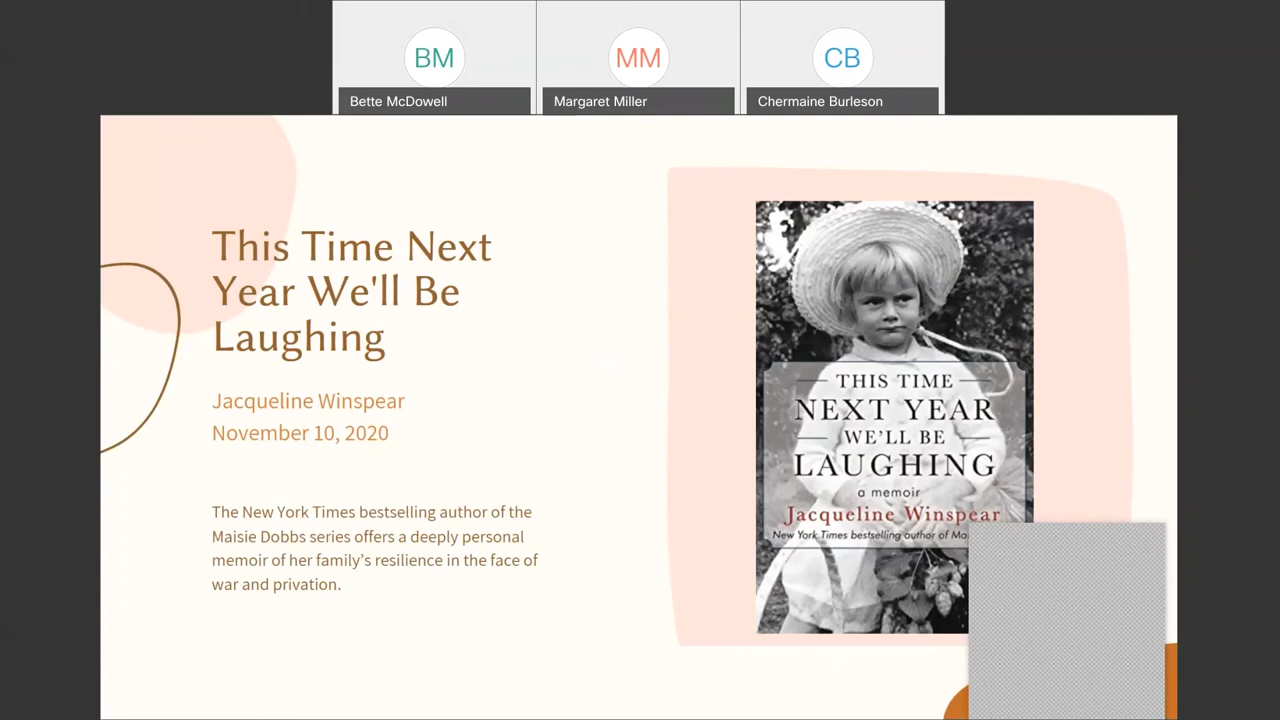 BM
MM
CB
Bette McDowell
Margaret Miller
Chermaine Burleson
This Time Next
Year We'll Be
Laughing
Jacqueline Winspear
November 10, 2020
The New York Times bestselling author of the
Maisie Dobbs series offers a deeply personal
memoir of her family’s resilience in the face of
war and privation.
THIS TIME
NEXT YEAR
WE'LL BE
LAUGHING
a memoir
Jacqueline Winspear
New York Times bestselling author of